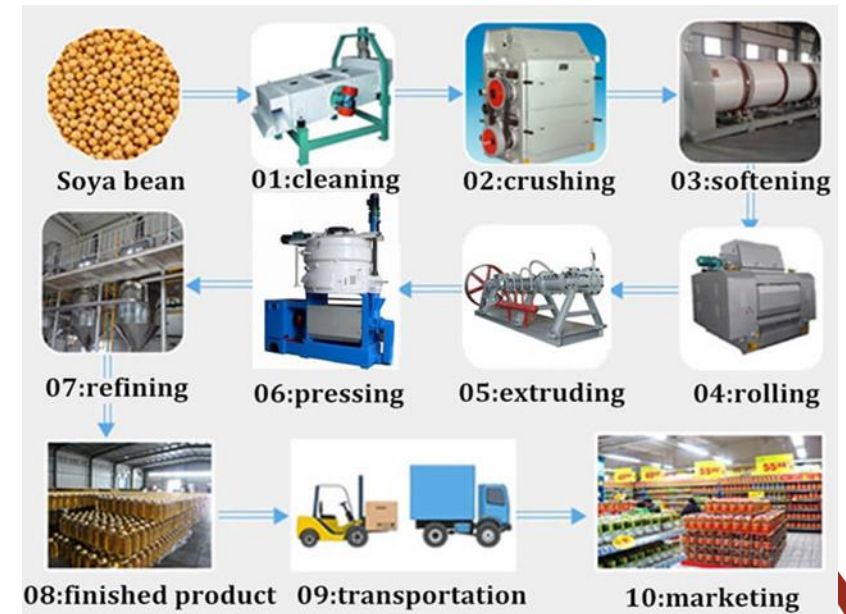 Soya bean
01:cleaning
02:crushing
03:softening
07:refining
06:pressing
05:extruding
04:rolling
08:finished product
09:transportation
10:marketing